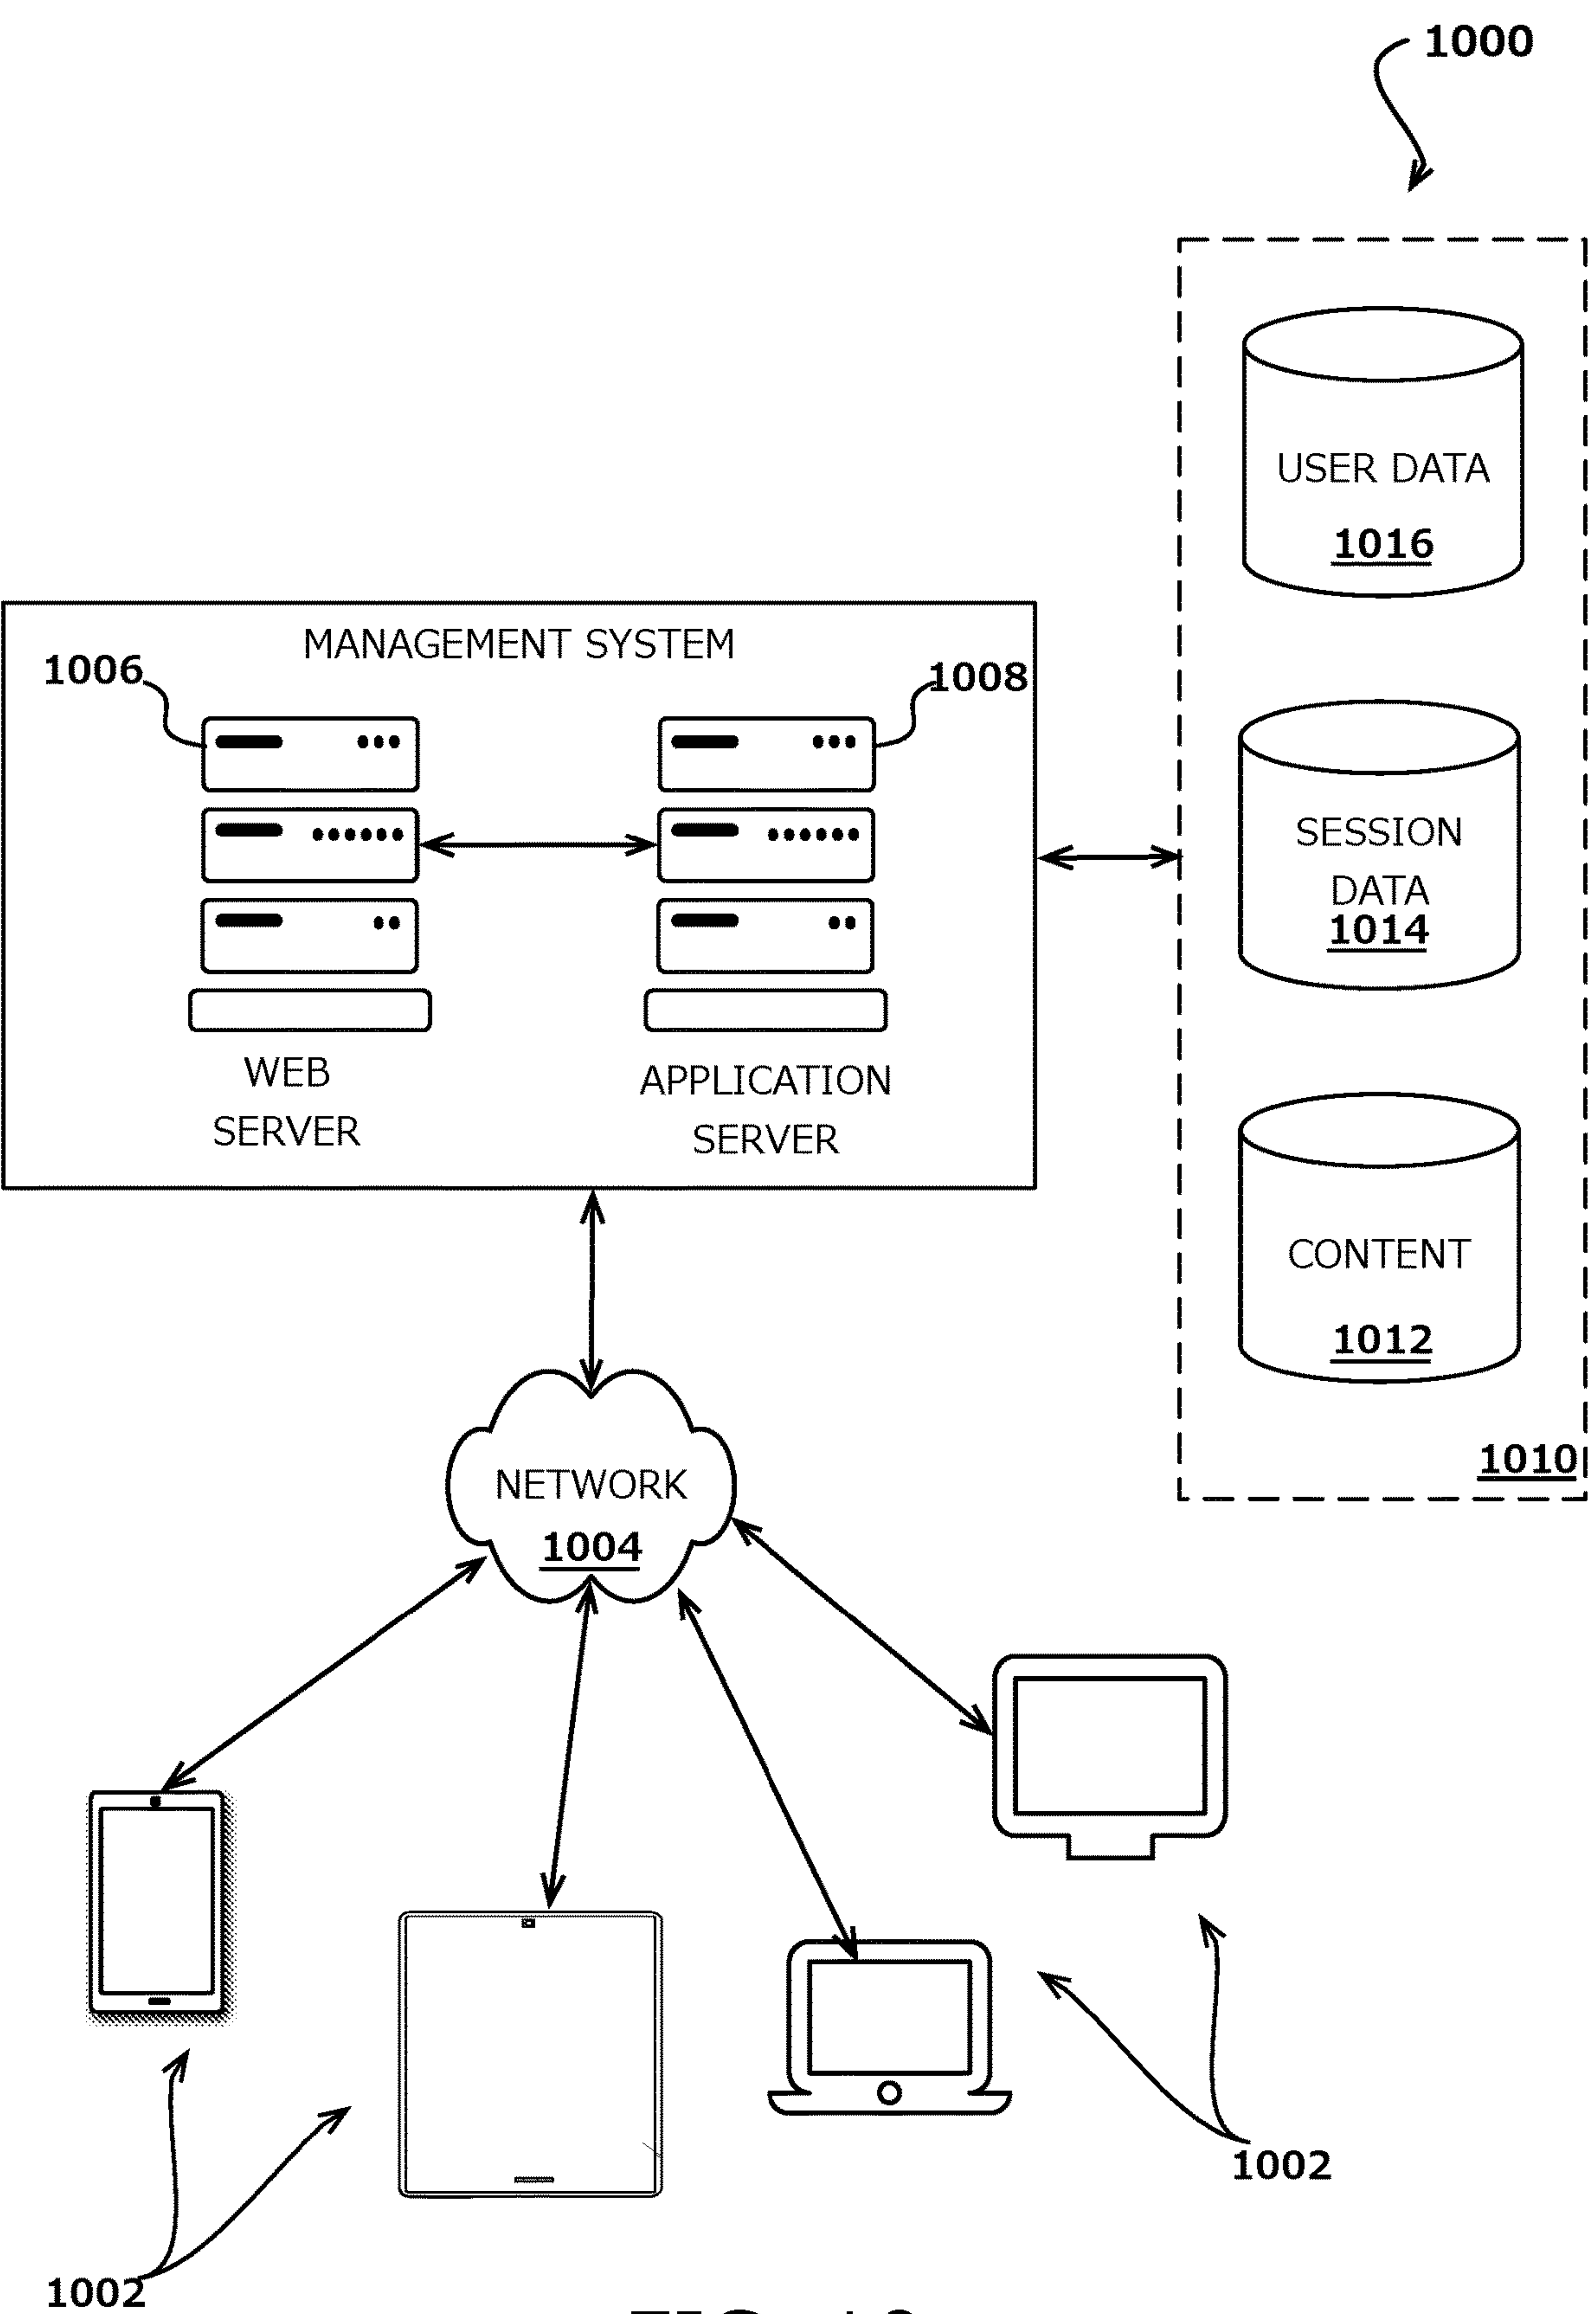 1000
USER DATA
1016
MANAGEMENT SYSTEM
1006
1008
SESSION
DATA
1014
WEB
SERVER
APPLICATION
SERVER
CONTENT
1012
1010
NETWORK
1004
1002
1002